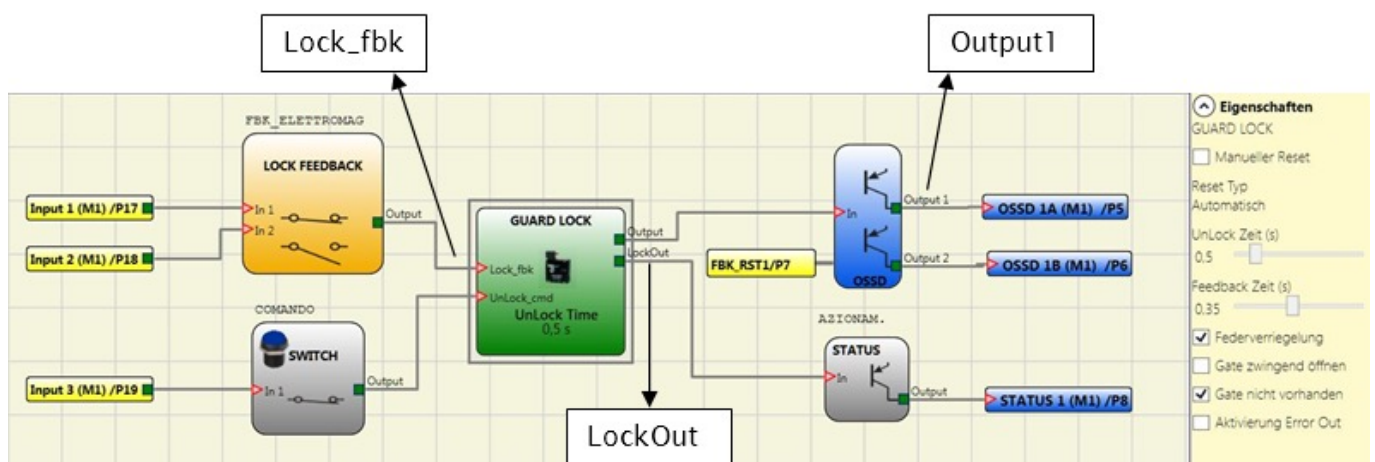 Lock_fbk
Output1
FBK_ELETTROMAG
LOCK FEEDBACK
Input 1 (M1) /P17
In 1
Output
Input 2 (M1) /P18
In 2
COMANDO
SWITCH
Input 3 (M1) /P19
In 1
Output
GUARD LOCK
Output
LockOut
Lock_fbk
UnLock_cmd
UnLock Time
0,5 s
LockOut
In
Output 1
OSSD 1A (M1) /P5
FBK_RST1/P7
Output 2
OSSD 1B (M1) /P6
OSSD
AZIONAM.
STATUS
In
Output
STATUS 1 (M1) /P8
Eigenschaften
GUARD LOCK
Manueller Reset
Reset Typ
Automatisch
UnLock Zeit (s)
0.5
Feedback Zeit (s)
0.35
Federverriegelung
Gate zwingend öffnen
Gate nicht vorhanden
Aktivierung Error Out